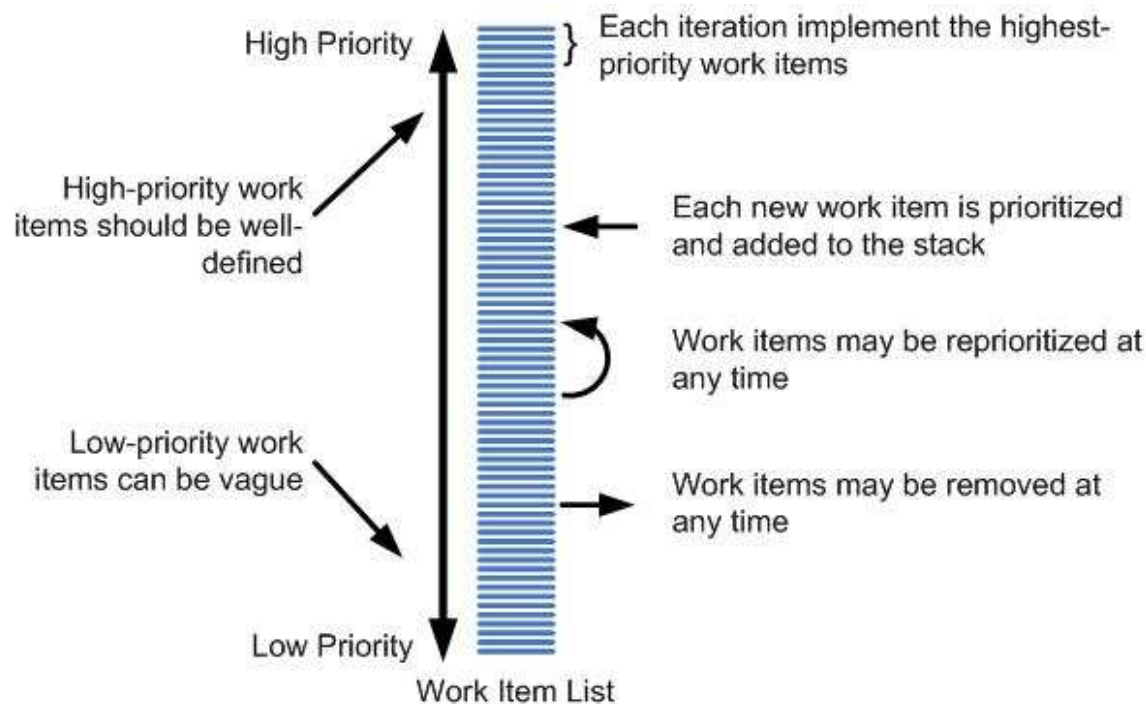 High Priority
Each iteration implement the highest-
priority work items
High-priority work
items should be well-
defined
Each new work item is prioritized
and added to the stack
Work items may be reprioritized at
any time
Low-priority work
items can be vague
Work items may be removed at
any time
Low Priority
Work Item List